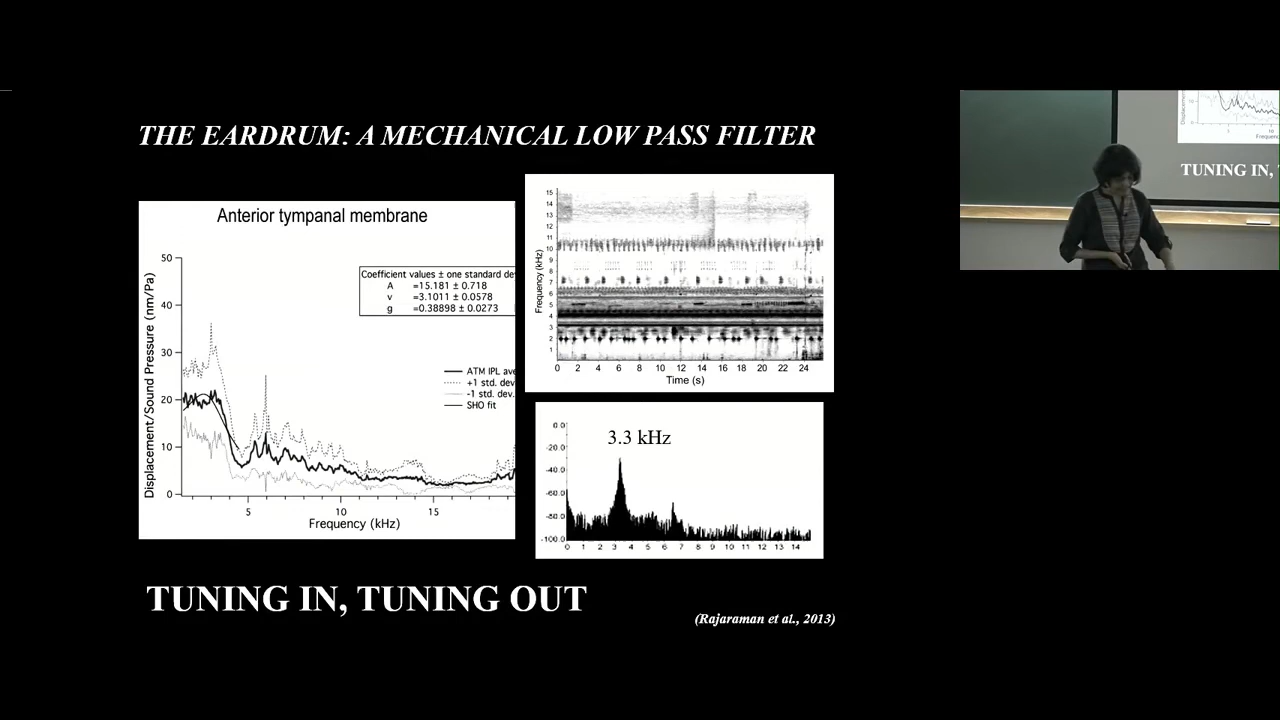 THE EARDRUM: A MECHANICAL LOW PASS FILTER
Anterior tympanal membrane
Displacement/Sound Pressure (nm/Pa)
50
40
30
20
10
0
Coefficient values ± one standard de
A =15.181 ± 0.718
v =3.1011 ± 0.0578
g =0.38898 ± 0.0273
ATM IPL ave
+1 std. dev
-1 std. dev.
SHO fit
5 10 15
Frequency (kHz)
Frequency (kHz)
15
14
13
12
11
10
9
8
7
6
5
4
3
2
1
0 2 4 6 8 10 12 14 16 18 20 22 24
Time (s)
3.3 kHz
0.0
-20.0
-40.0
-60.0
-80.0
-100.0
0 1 2 3 4 5 6 7 8 9 10 11 12 13 14
TUNING IN, TUNING OUT
(Rajaraman et al., 2013)
Displacement
10
0
5 10
Frequenc
TUNING IN,